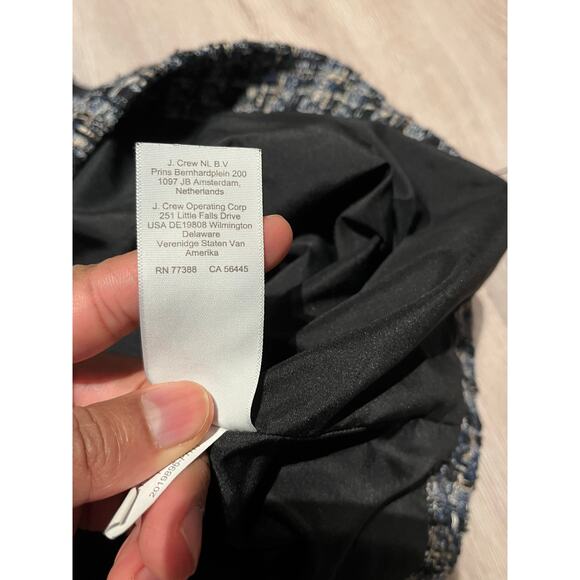 J. Crew NL B.V
Prins Bernhardplein 200
1097 JB Amsterdam,
Netherlands
J. Crew Operating Corp
251 Little Falls Drive
USA DE19808 Wilmington
Delaware
Verenidge Staten Van
Amerika
RN 77388 CA 56445